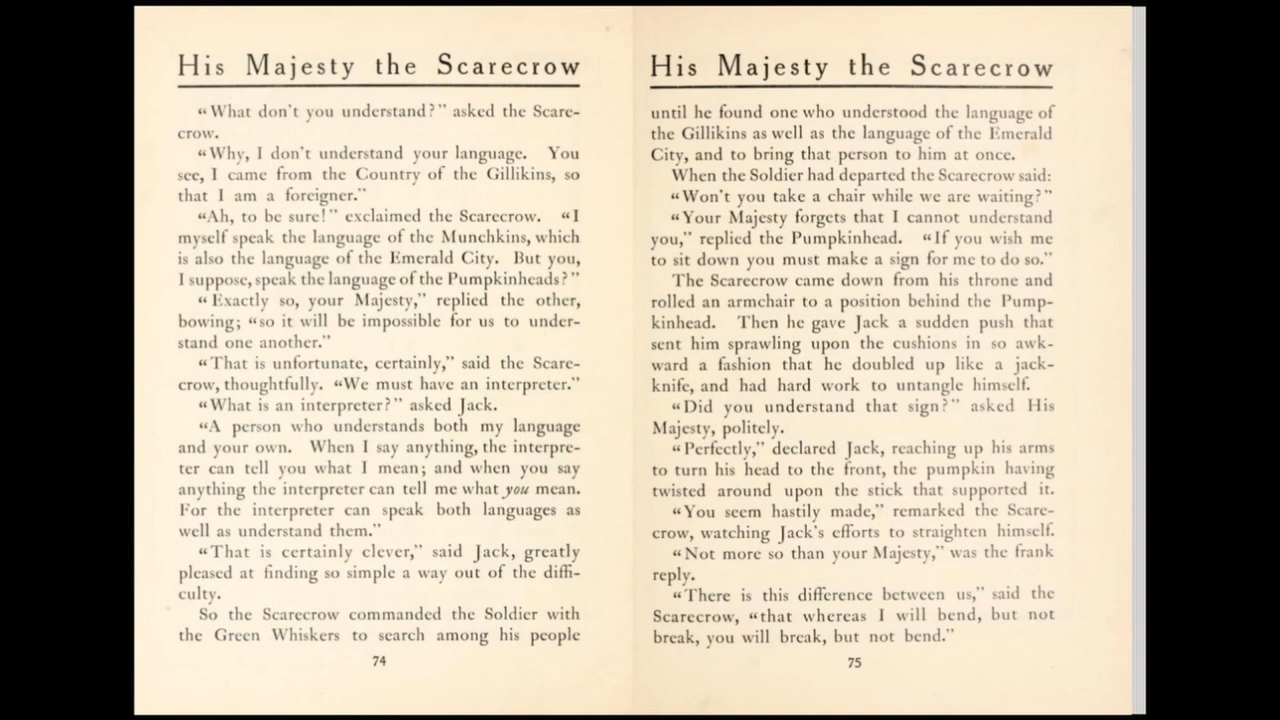 His Majesty the Scarecrow
“What don't you understand?” asked the Scare-
crow.
“Why, I don't understand your language. You
see, I came from the Country of the Gillikins, so
that I am a foreigner.”
“Ah, to be sure!” exclaimed the Scarecrow. “I
myself speak the language of the Munchkins, which
is also the language of the Emerald City. But you,
I suppose, speak the language of the Pumpkinheads?”
“Exactly so, your Majesty,” replied the other,
bowing; “so it will be impossible for us to under-
stand one another.”
“That is unfortunate, certainly,” said the Scare-
crow, thoughtfully. “We must have an interpreter.”
“What is an interpreter?” asked Jack.
“A person who understands both my language
and your own. When I say anything, the interpre-
ter can tell you what I mean; and when you say
anything the interpreter can tell me what you mean.
For the interpreter can speak both languages as
well as understand them.”
“That is certainly clever,” said Jack, greatly
pleased at finding so simple a way out of the diffi-
culty.
So the Scarecrow commanded the Soldier with
the Green Whiskers to search among his people
74
His Majesty the Scarecrow
until he found one who understood the language of
the Gillikins as well as the language of the Emerald
City, and to bring that person to him at once.
When the Soldier had departed the Scarecrow said:
“Won't you take a chair while we are waiting?”
“Your Majesty forgets that I cannot understand
you,” replied the Pumpkinhead. “If you wish me
to sit down you must make a sign for me to do so.”
The Scarecrow came down from his throne and
rolled an armchair to a position behind the Pump-
kinhead. Then he gave Jack a sudden push that
sent him sprawling upon the cushions in so awk-
ward a fashion that he doubled up like a jack-
knife, and had hard work to untangle himself.
“Did you understand that sign?” asked His
Majesty, politely.
“Perfectly,” declared Jack, reaching up his arms
to turn his head to the front, the pumpkin having
twisted around upon the stick that supported it.
“You seem hastily made,” remarked the Scare-
crow, watching Jack's efforts to straighten himself.
“Not more so than your Majesty,” was the frank
reply.
“There is this difference between us,” said the
Scarecrow, “that whereas I will bend, but not
break, you will break, but not bend.”
75